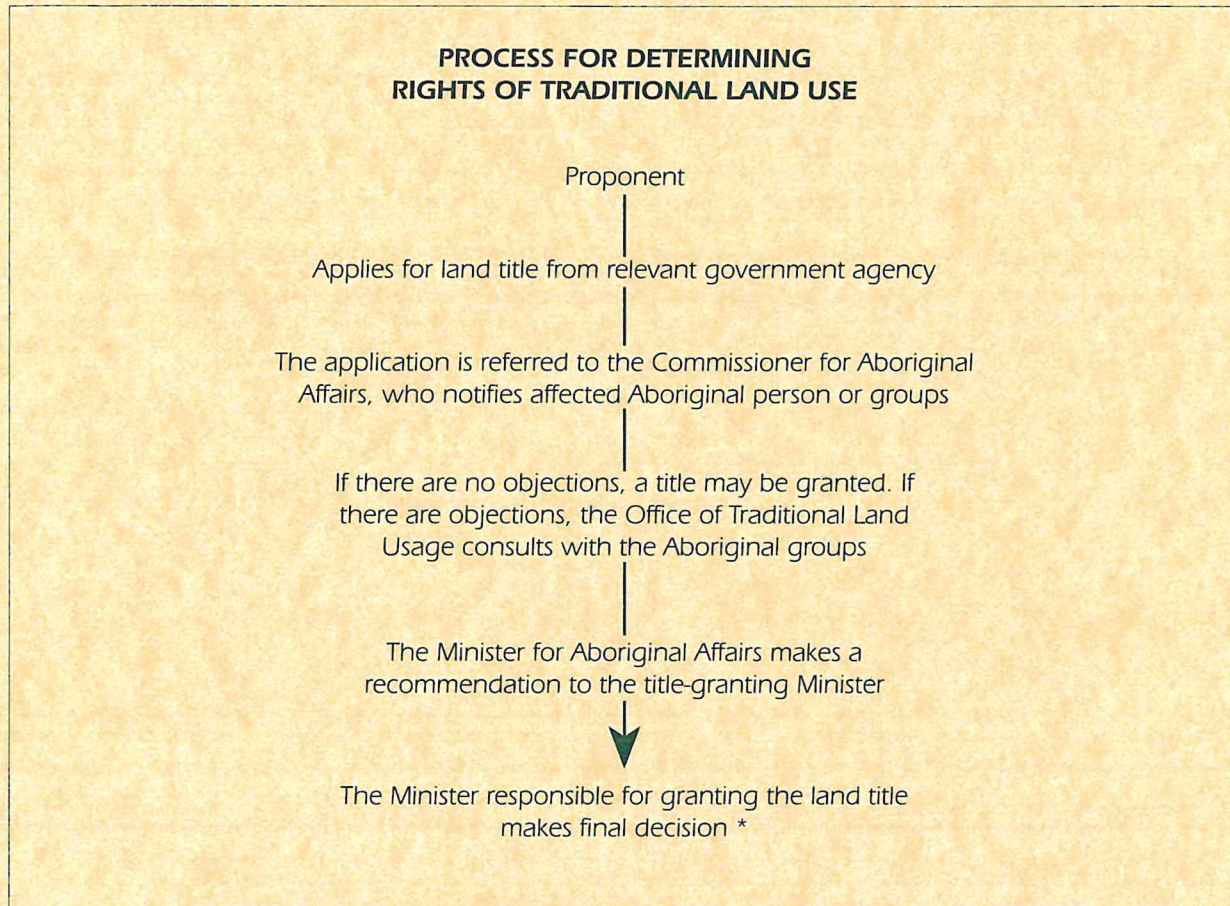 PROCESS FOR DETERMINING
RIGHTS OF TRADITIONAL LAND USE
Proponent
Applies for land title from relevant government agency
The application is referred to the Commissioner for Aboriginal
Affairs, who notifies affected Aboriginal person or groups
If there are no objections, a title may be granted. If
there are objections, the Office of Traditional Land
Usage consults with the Aboriginal groups
The Minister for Aboriginal Affairs makes a
recommendation to the title-granting Minister
The Minister responsible for granting the land title
makes final decision *